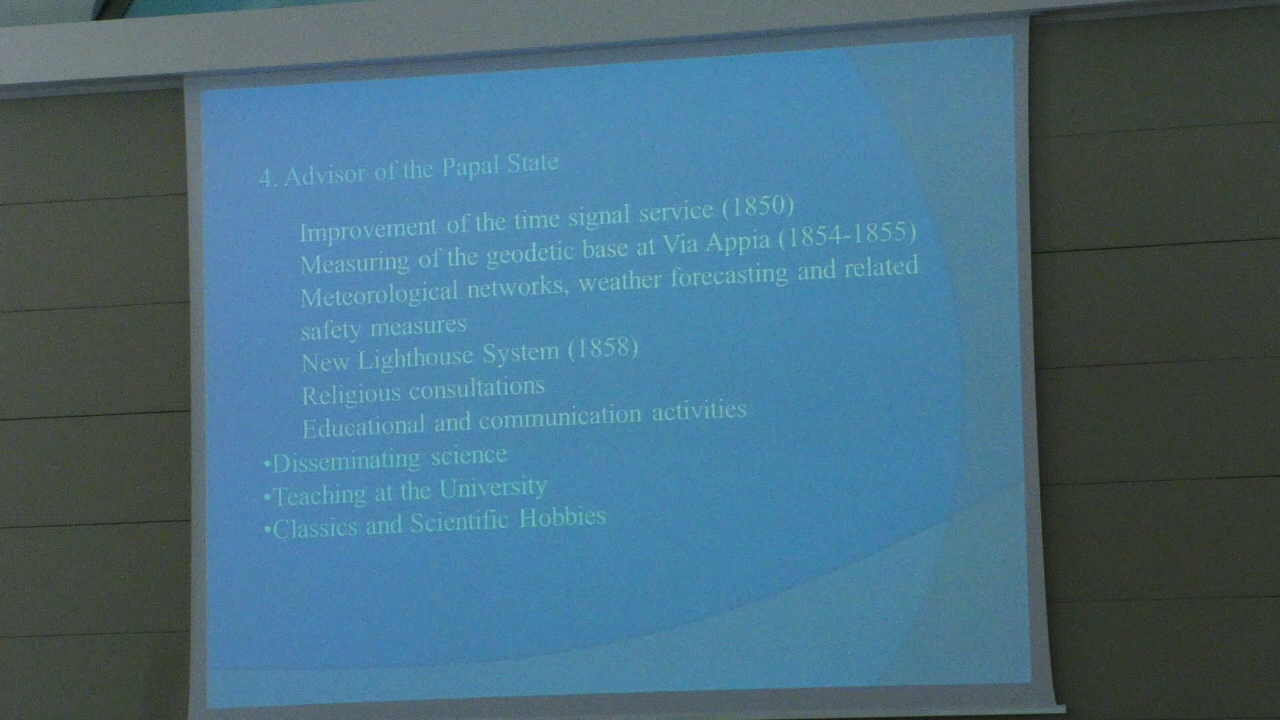 4. Advisor of the Papal State
Improvement of the time signal service (1850)
Measuring of the geodetic base at Via Appia (1854-1855)
Meteorological networks, weather forecasting and related
safety measures
New Lighthouse System (1858)
Religious consultations
Educational and communication activities
•Disseminating science
•Teaching at the University
•Classics and Scientific Hobbies